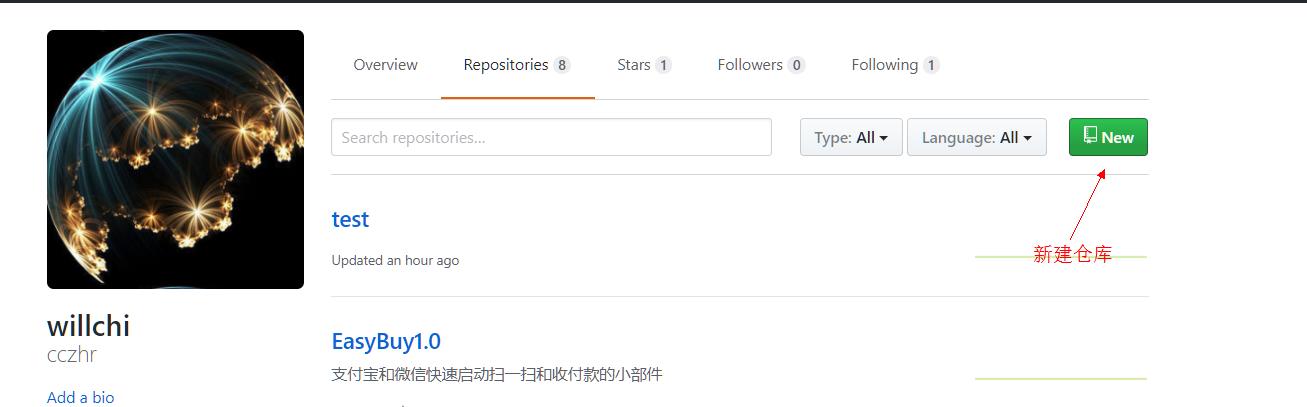 Overview Repositories 8 Stars 1 Followers 0 Following 1
Search repositories... Type: All Language: All New
test
新建仓库
Updated an hour ago
willchi
cczhr
EasyBuy1.0
支付宝和微信快速启动扫一扫和收付款的小部件
Add a bio